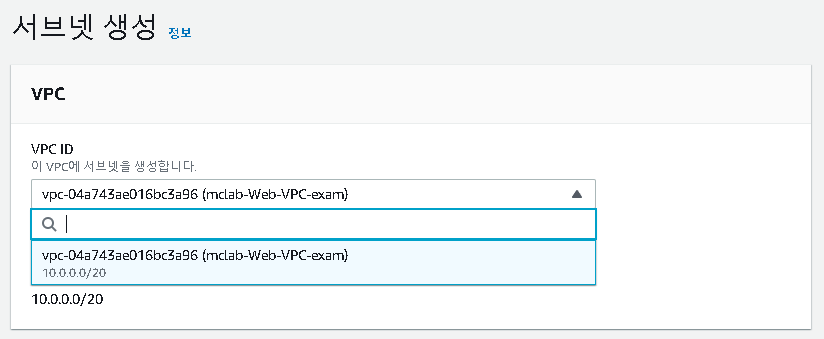 서브넷 생성 정보
VPC
VPC ID
이 VPC에 서브넷을 생성합니다.
vpc-04a743ae016bc3a96 (mclab-Web-VPC-exam)
vpc-04a743ae016bc3a96 (mclab-Web-VPC-exam)
10.0.0.0/20
10.0.0.0/20